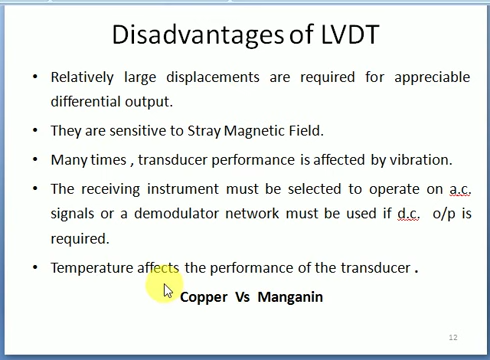 Disadvantages of LVDT
• Relatively large displacements are required for appreciable
differential output.
• They are sensitive to Stray Magnetic Field.
• Many times , transducer performance is affected by vibration.
• The receiving instrument must be selected to operate on a.c.
signals or a demodulator network must be used if d.c. o/p is
required.
• Temperature affects the performance of the transducer .
Copper Vs Manganin
12